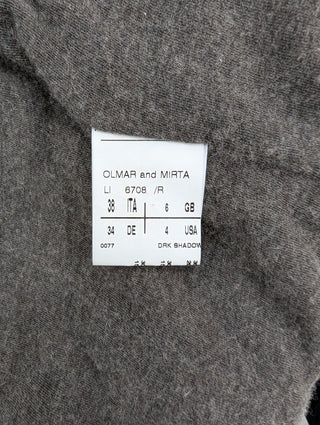 OLMAR and MIRTA
LI 6708 /R
38 ITA 6 GB
34 DE 4 USA
0077 DRK SHADOW